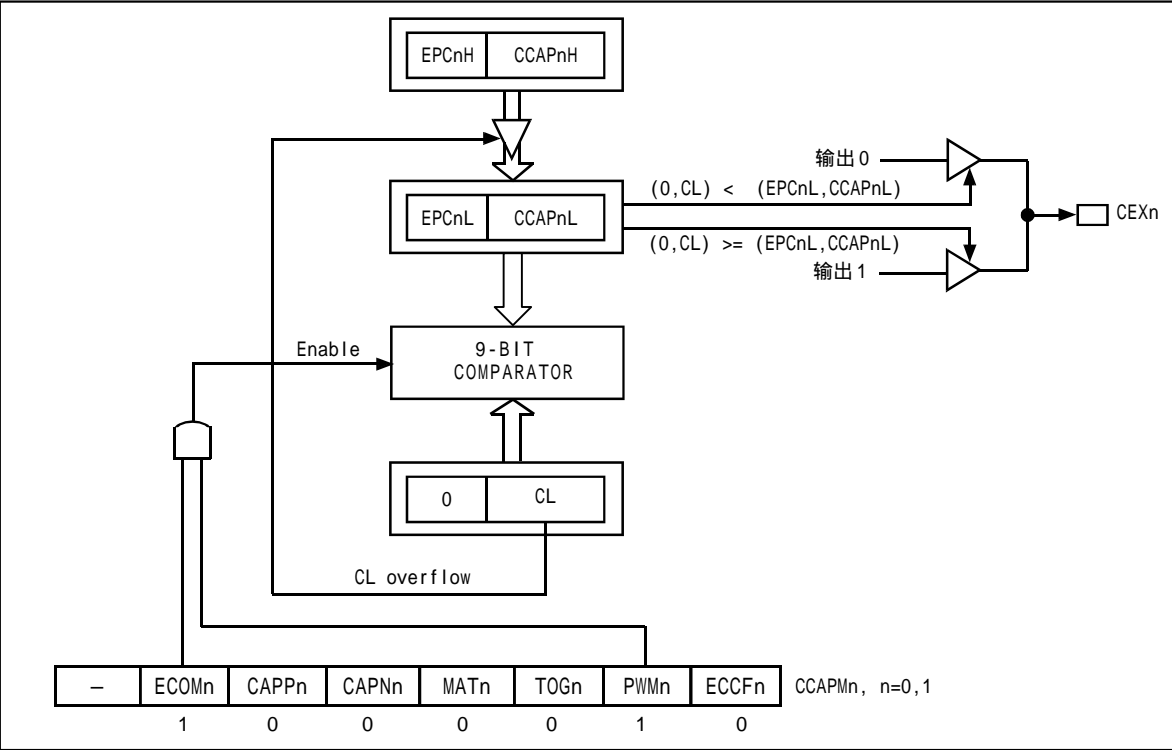 EPCnH CCAPnH
输出0
(0,CL) < (EPCnL,CCAPnL)
EPCnL CCAPnL
CEXn
(0,CL) >= (EPCnL,CCAPnL)
输出1
Enable
9-BIT
COMPARATOR
0 CL
CL overflow
– ECOMn CAPPn CAPNn MATn TOGn PWMn ECCFn CCAPMn, n=0,1
1 0 0 0 0 1 0